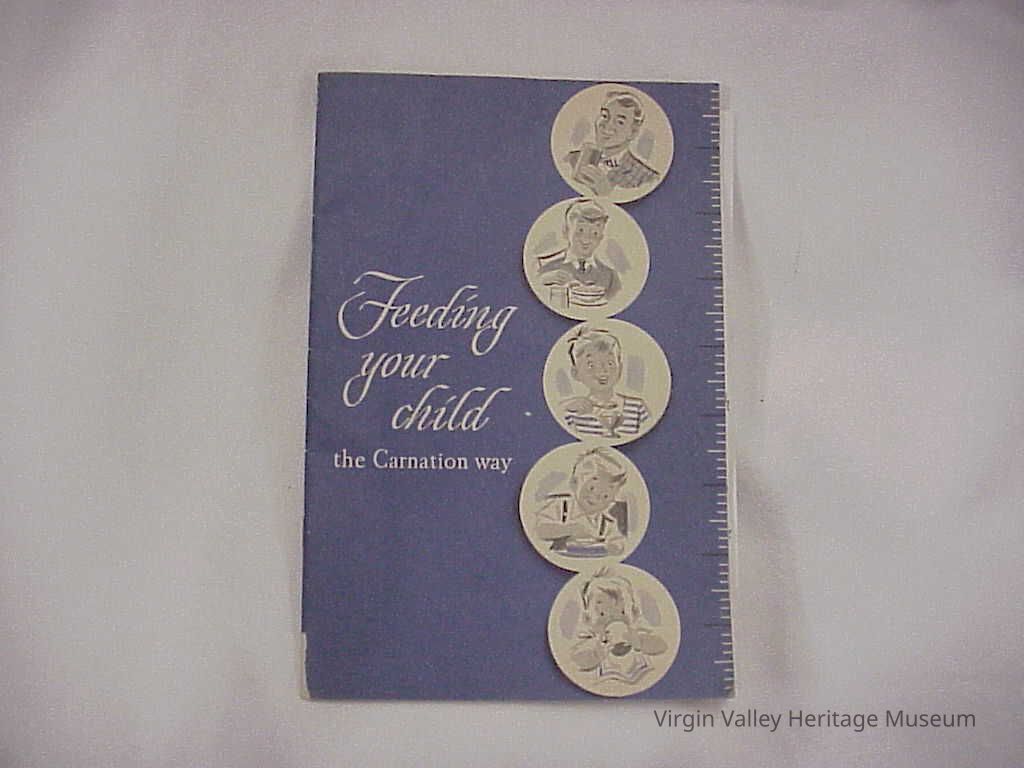 Feeding
your
child
the Carnation way
Virgin Valley Heritage Museum